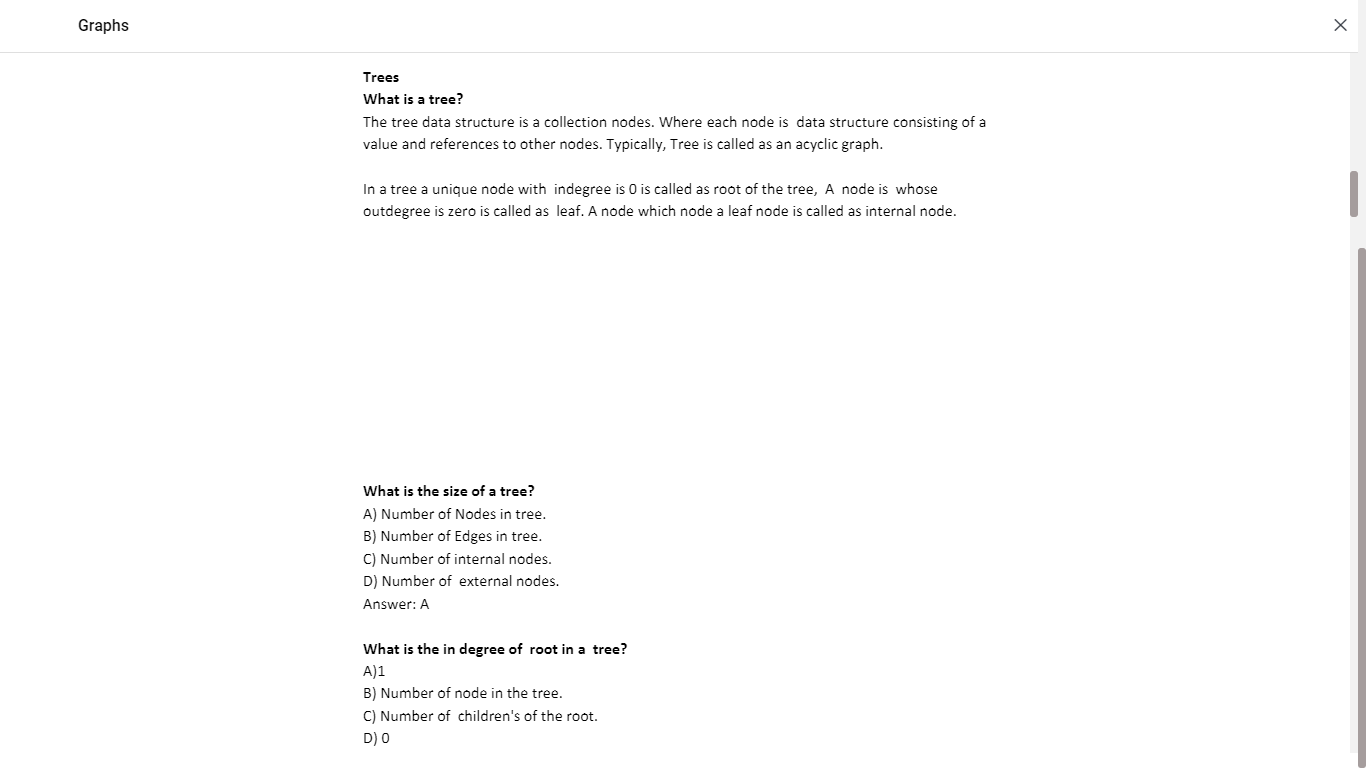 Graphs
Trees
What is a tree?
The tree data structure is a collection nodes. Where each node is  data structure consisting of a
value and references to other nodes. Typically, Tree is called as an acyclic graph.
In a tree a unique node with  indegree is 0 is called as root of the tree,  A  node is  whose
outdegree is zero is called as  leaf. A node which node a leaf node is called as internal node.
What is the size of a tree?
A) Number of Nodes in tree.
B) Number of Edges in tree.
C) Number of internal nodes.
D) Number of  external nodes.
Answer: A
What is the in degree of  root in a  tree?
A)1
B) Number of node in the tree.
C) Number of  children's of the root.
D) 0